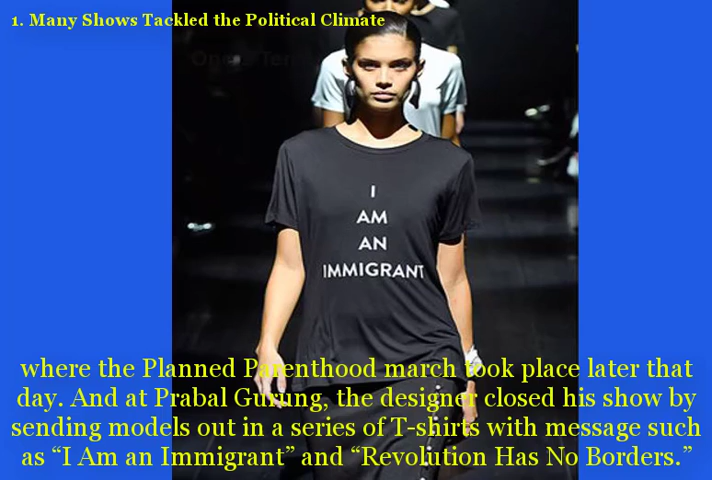 1. Many Shows Tackled the Political Climate
I
AM
AN
IMMIGRANT
where the Planned Parenthood march took place later that
day. And at Prabal Gurung, the designer closed his show by
sending models out in a series of T-shirts with message such
as “I Am an Immigrant” and “Revolution Has No Borders.”